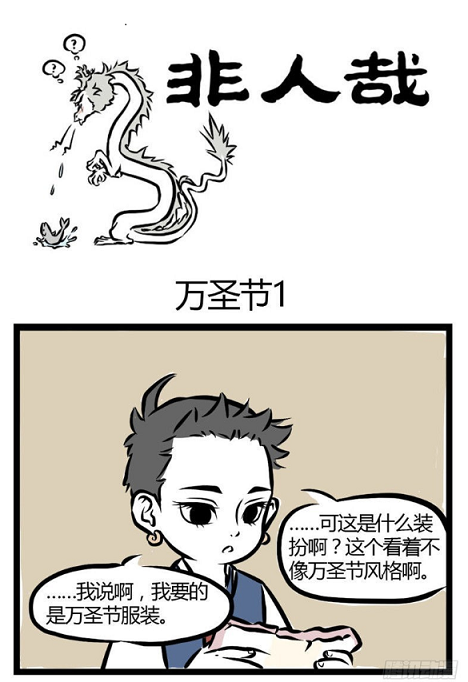 ? ?
非人哉
万圣节1
……可这是什么装
扮啊？这个看着不
像万圣节风格啊。
……我说啊，我要的
是万圣节服装。